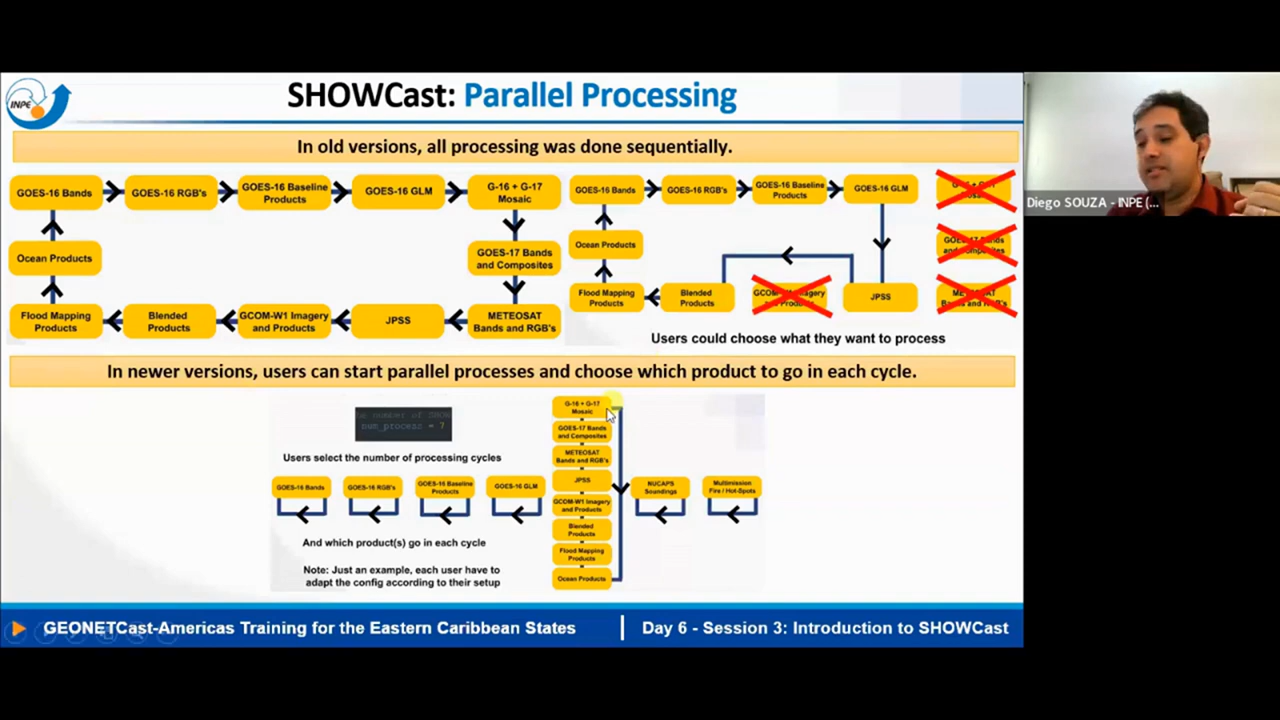 INPE
SHOWCast: Parallel Processing
In old versions, all processing was done sequentially.
GOES-16 Bands
GOES-16 RGB's
GOES-16 Baseline
Products
GOES-16 GLM
G-16 + G-17
Mosaic
GOES-17 Bands
and Composites
METEOSAT
Bands and RGB's
JPSS
GCOM-W1 Imagery
and Products
Blended
Products
Flood Mapping
Products
Ocean Products
GOES-16 Bands
GOES-16 RGB's
GOES-16 Baseline
Products
GOES-16 GLM
JPSS
Blended
Products
Flood Mapping
Products
Ocean Products
Users could choose what they want to process
Diego SOUZA - INPE (...
In newer versions, users can start parallel processes and choose which product to go in each cycle.
num_process = 7
Users select the number of processing cycles
GOES-16 Bands
GOES-16 RGB's
GOES-16 Baseline
Products
GOES-16 GLM
G-16 + G-17
Mosaic
GOES-17 Bands
and Composites
METEOSAT
Bands and RGB's
JPSS
GCOM-W1 Imagery
and Products
Blended
Products
Flood Mapping
Products
Ocean Products
NUCAPS
Soundings
Multimission
Fire / Hot-Spots
And which product(s) go in each cycle
Note: Just an example, each user have to
adapt the config according to their setup
GEONETCast-Americas Training for the Eastern Caribbean States
Day 6 - Session 3: Introduction to SHOWCast